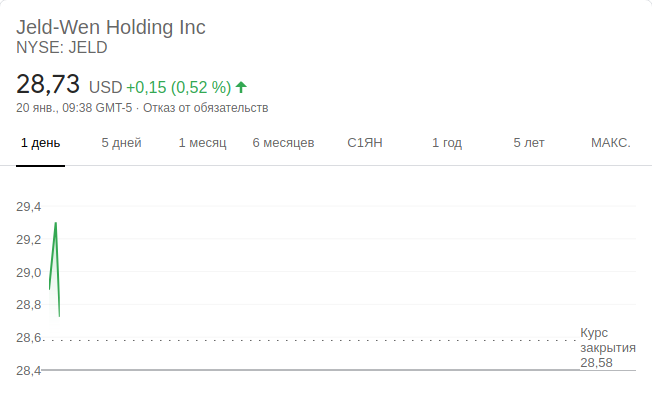 Jeld-Wen Holding Inc
NYSE: JELD
28,73 USD +0,15 (0,52 %)
20 янв., 09:38 GMT-5 · Отказ от обязательств
1 день 5 дней 1 месяц 6 месяцев С1ЯН 1 год 5 лет МАКС.
29,4
29,2
29,0
28,8
28,6
28,4
Курс
закрытия
28,58